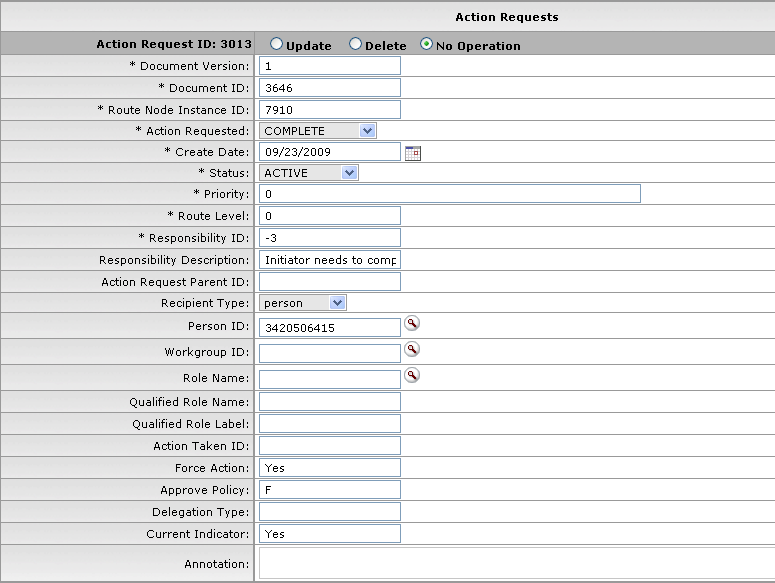 Action Requests
Action Request ID: 3013 Update Delete No Operation
* Document Version: 1
* Document ID: 3646
* Route Node Instance ID: 7910
* Action Requested: COMPLETE
* Create Date: 09/23/2009
* Status: ACTIVE
* Priority: 0
* Route Level: 0
* Responsibility ID: -3
Responsibility Description: Initiator needs to comp
Action Request Parent ID:
Recipient Type: person
Person ID: 3420506415
Workgroup ID:
Role Name:
Qualified Role Name:
Qualified Role Label:
Action Taken ID:
Force Action: Yes
Approve Policy: F
Delegation Type:
Current Indicator: Yes
Annotation: